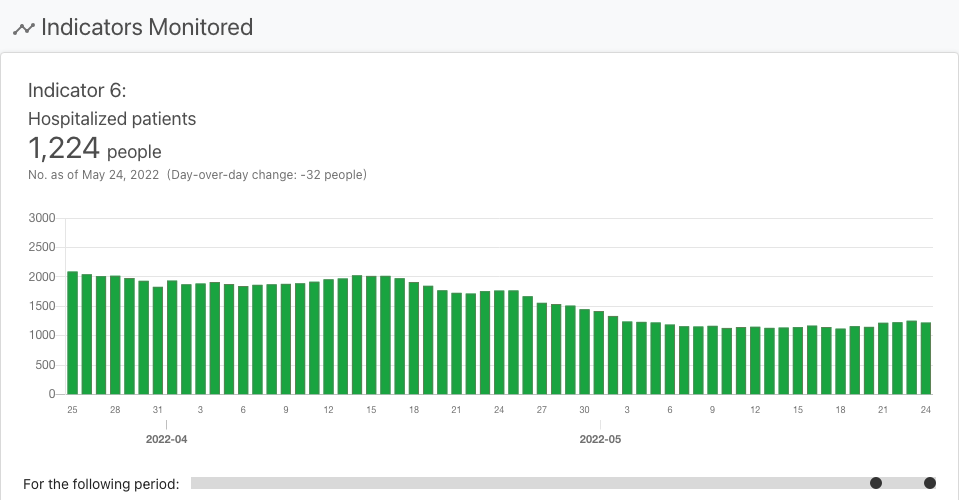 Indicators Monitored
Indicator 6:
Hospitalized patients
1,224 people
No. as of May 24, 2022 (Day-over-day change: -32 people)
3000
2500
2000
1500
1000
500
0
25 28 31 3 6 9 12 15 18 21 24 27 30 3 6 9 12 15 18 21 24
2022-04 2022-05
For the following period: